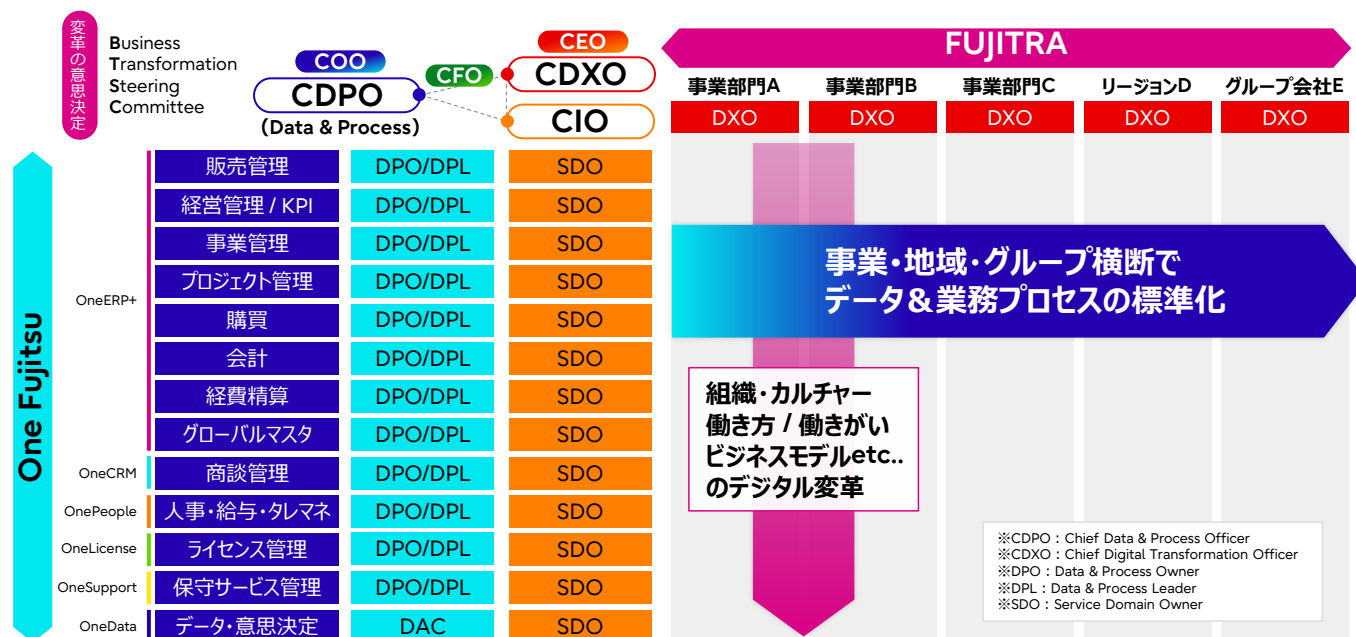 変革の意思決定
Business
Transformation
Steering
Committee
COO
CDPO
(Data & Process)
CFO
CEO
CDXO
CIO
FUJITRA
事業部門A
事業部門B
事業部門C
リージョンD
グループ会社E
DXO
DXO
DXO
DXO
DXO
One Fujitsu
OneERP+
販売管理
DPO/DPL
SDO
経営管理 / KPI
DPO/DPL
SDO
事業管理
DPO/DPL
SDO
プロジェクト管理
DPO/DPL
SDO
購買
DPO/DPL
SDO
会計
DPO/DPL
SDO
経費精算
DPO/DPL
SDO
グローバルマスタ
DPO/DPL
SDO
OneCRM
商談管理
DPO/DPL
SDO
OnePeople
人事・給与・タレマネ
DPO/DPL
SDO
OneLicense
ライセンス管理
DPO/DPL
SDO
OneSupport
保守サービス管理
DPO/DPL
SDO
OneData
データ・意思決定
DAC
SDO
事業・地域・グループ横断で
データ＆業務プロセスの標準化
組織・カルチャー
働き方 / 働きがい
ビジネスモデルetc..
のデジタル変革
※CDPO：Chief Data & Process Officer
※CDXO：Chief Digital Transformation Officer
※DPO：Data & Process Owner
※DPL：Data & Process Leader
※SDO：Service Domain Owner